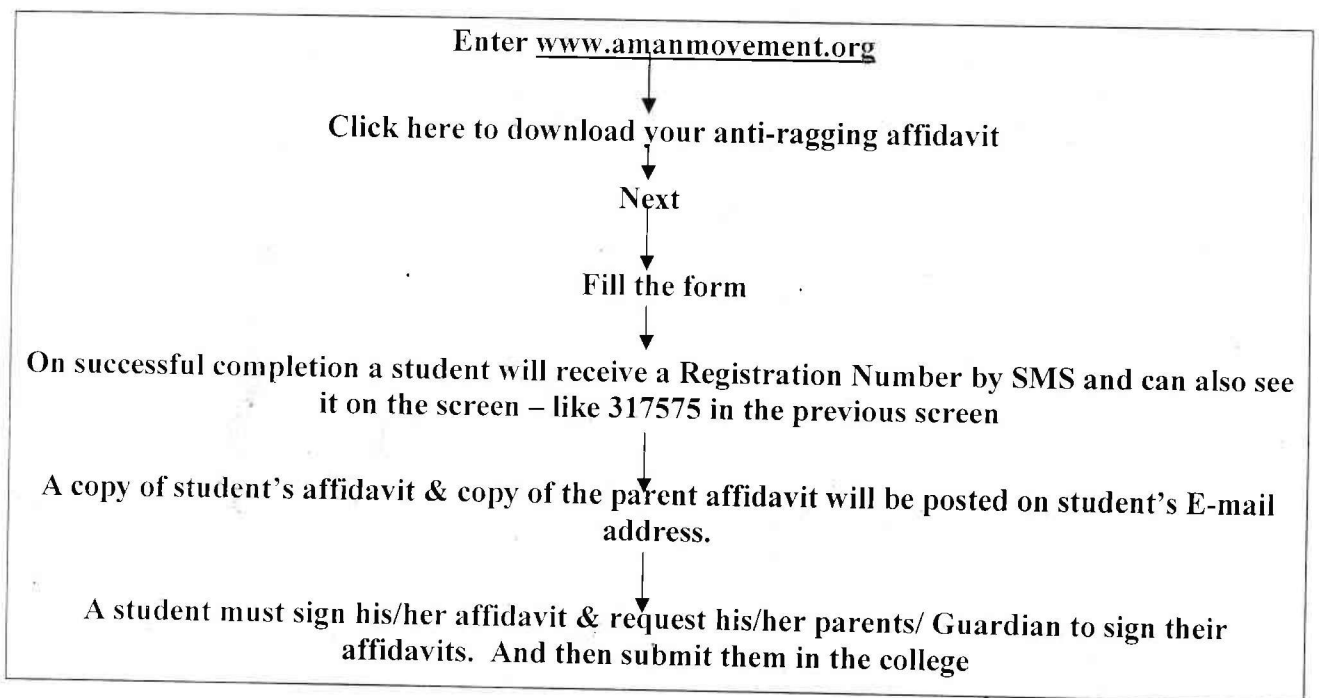 Enter www.amanmovement.org
Click here to download your anti-ragging affidavit
Next
Fill the form
On successful completion a student will receive a Registration Number by SMS and can also see
it on the screen – like 317575 in the previous screen
A copy of student's affidavit & copy of the parent affidavit will be posted on student's E-mail
address.
A student must sign his/her affidavit & request his/her parents/ Guardian to sign their
affidavits. And then submit them in the college